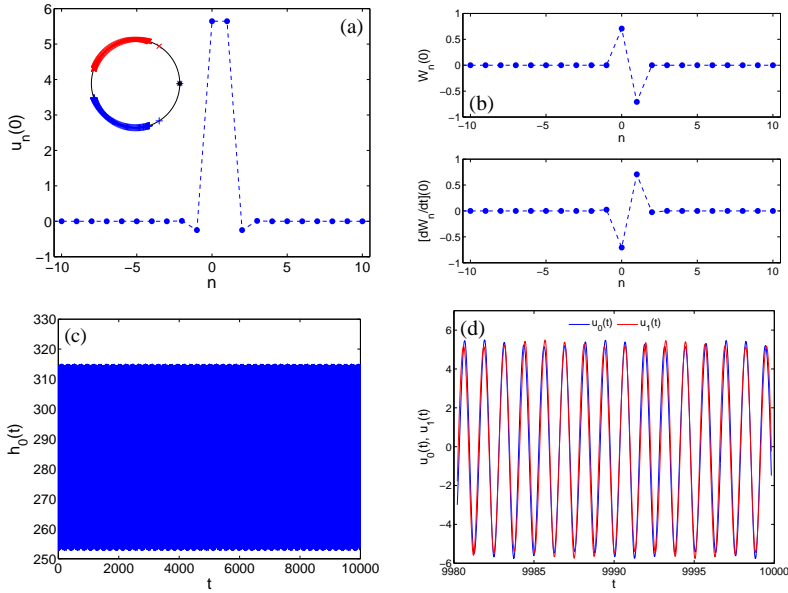 (a)
6
5
4
3
2
1
0
−1
u_n(0)
−10 −5 0 5 10
n
1
0.5
0
−0.5
−1
W_n(0)
(b)
−10 −5 0 5 10
n
1
0.5
0
−0.5
−1
[dW_n/dt](0)
−10 −5 0 5 10
n
(c)
330
320
310
300
290
280
270
260
250
h_0(t)
0 2000 4000 6000 8000 10000
t
(d)
u_0(t) u_1(t)
6
4
2
0
−2
−4
−6
u_0(t), u_1(t)
9980 9985 9990 9995 10000
t